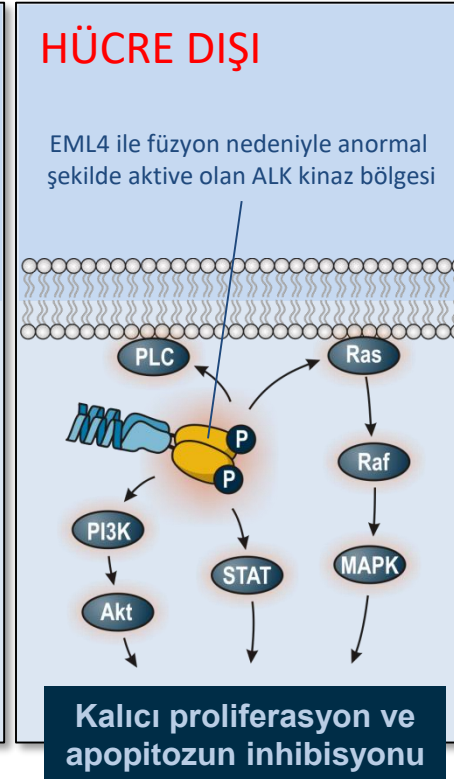 HÜCRE DIŞI
EML4 ile füzyon nedeniyle anormal
şekilde aktive olan ALK kinaz bölgesi
PLC
Ras
P
P
Raf
PI3K
STAT
MAPK
Akt
Kalıcı proliferasyon ve
apopitozun inhibisyonu